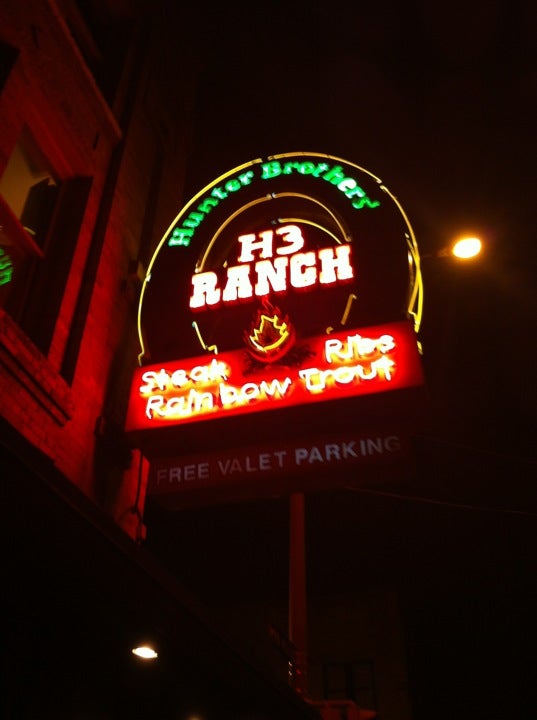 Hunter Brothers'
H3
RANCH
Steak Ribs
Rainbow Trout
FREE VALET PARKING